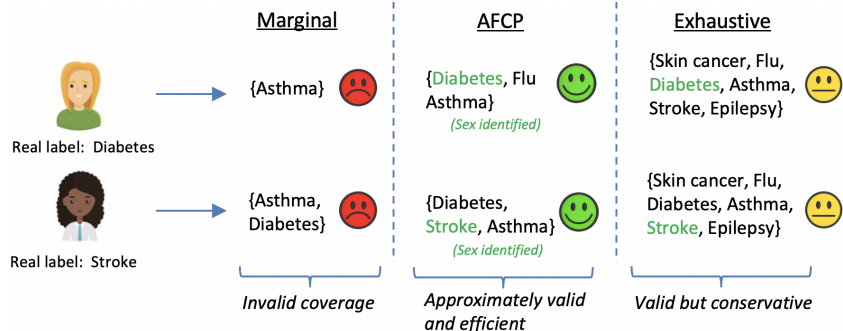 Marginal
AFCP
Exhaustive
{Asthma}
{Diabetes, Flu
Asthma}
(Sex identified)
{Skin cancer, Flu,
Diabetes, Asthma,
Stroke, Epilepsy}
Real label: Diabetes
{Asthma,
Diabetes}
{Diabetes,
Stroke, Asthma}
(Sex identified)
{Skin cancer, Flu,
Diabetes, Asthma,
Stroke, Epilepsy}
Real label: Stroke
Invalid coverage
Approximately valid
and efficient
Valid but conservative